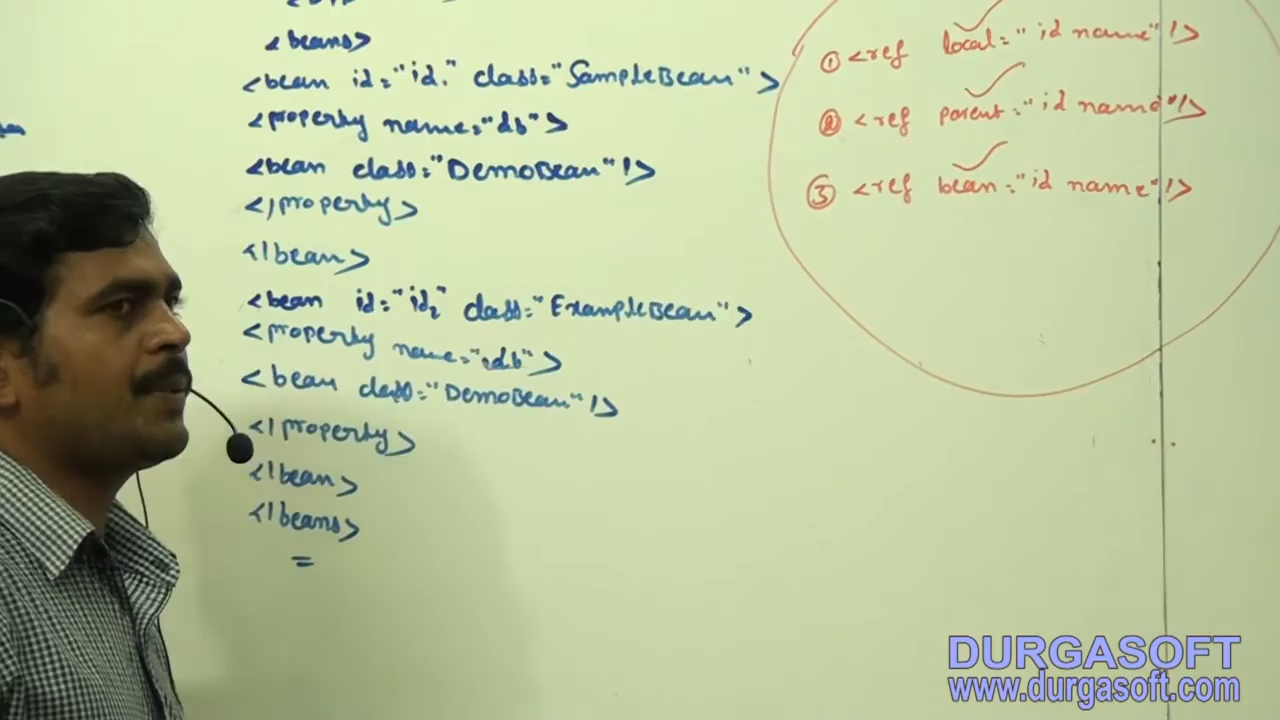 <beans>
<bean id="id1" class="SampleBean">
<property name="db">
<bean class="DemoBean"/>
</property>
</bean>
<bean id="id2" class="ExampleBean">
<property name="db">
<bean class="DemoBean"/>
</property>
</bean>
</beans>
=
① <ref local="id name"/>
② <ref parent="id name"/>
③ <ref bean="id name"/>
DURGASOFT
www.durgasoft.com